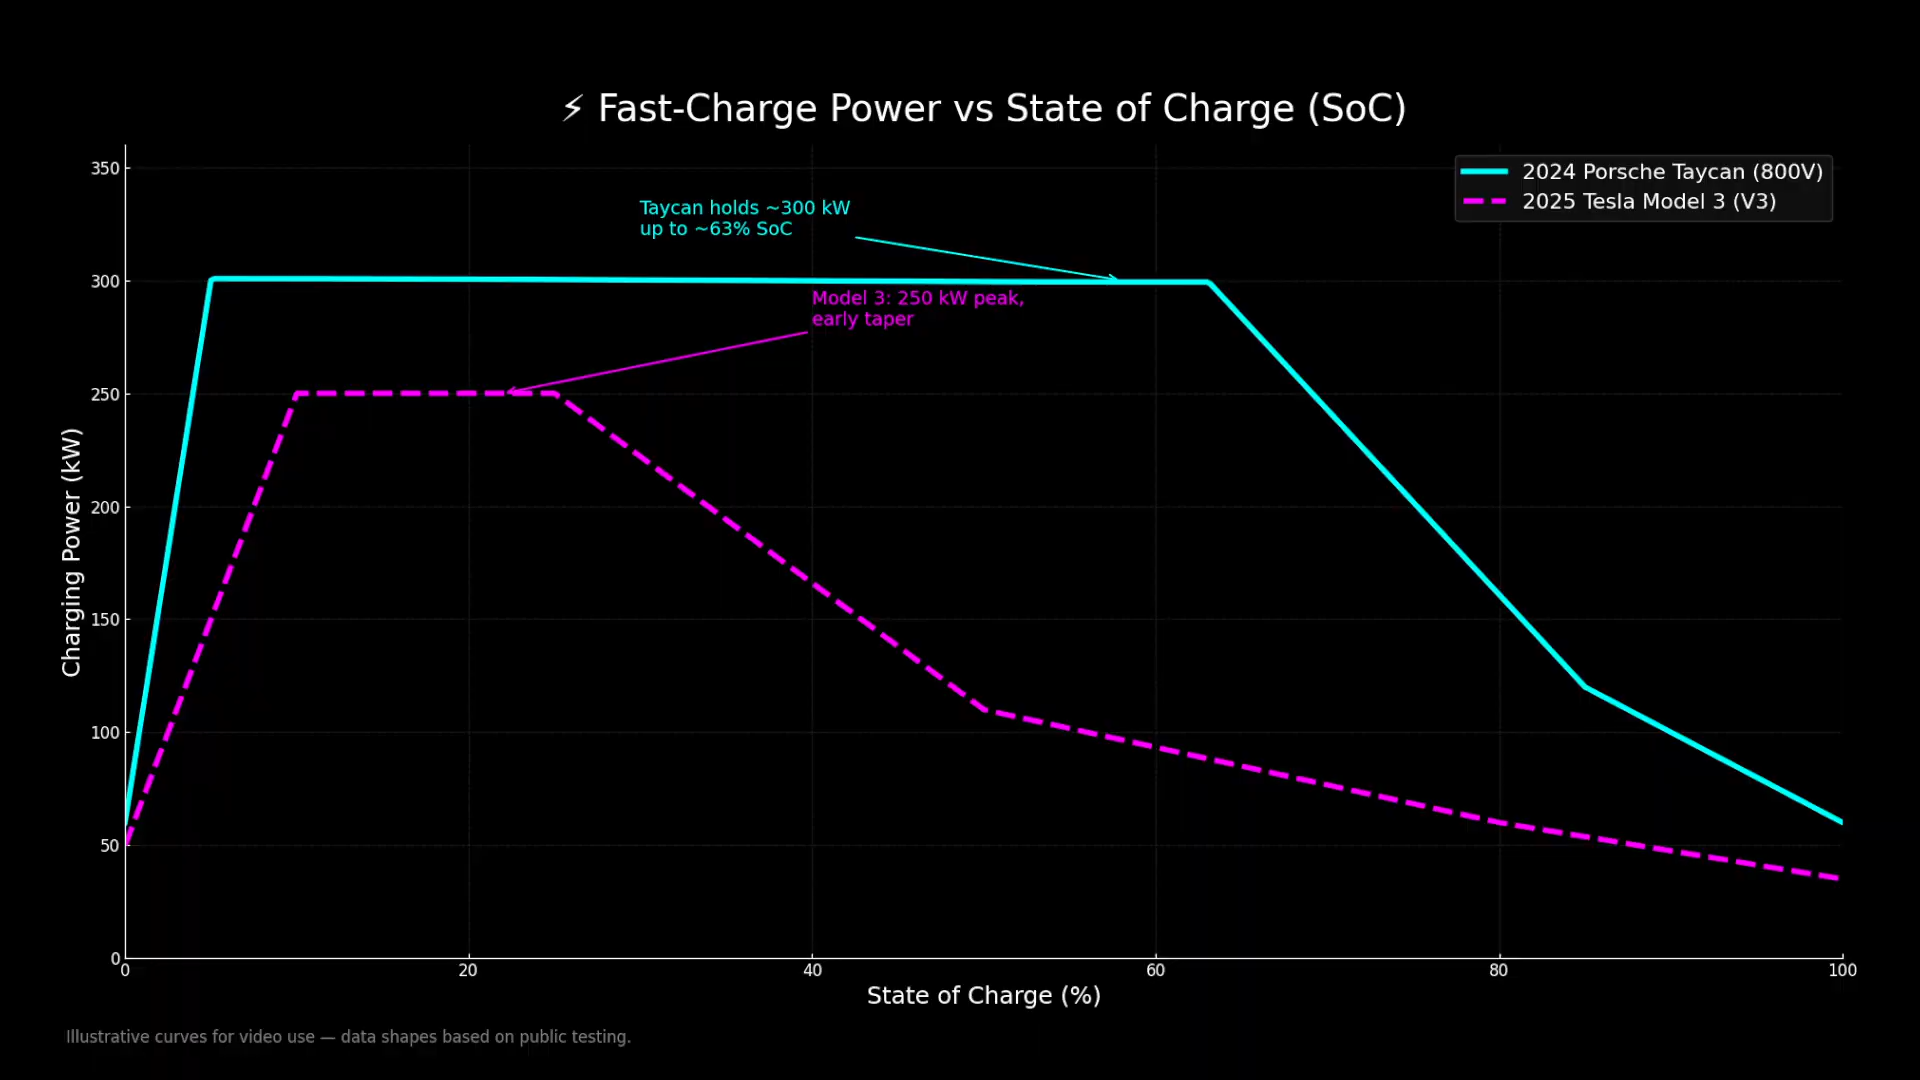 ⚡ Fast-Charge Power vs State of Charge (SoC)
2024 Porsche Taycan (800V)
2025 Tesla Model 3 (V3)
Taycan holds ~300 kW
up to ~63% SoC
Model 3: 250 kW peak,
early taper
Charging Power (kW)
350
300
250
200
150
100
50
0
0 20 40 60 80 100
State of Charge (%)
Illustrative curves for video use — data shapes based on public testing.